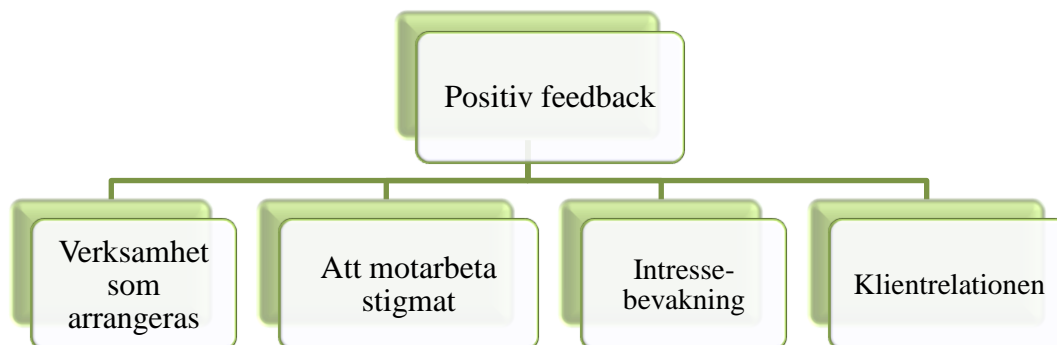 Positiv feedback
Verksamhet
som
arrangeras
Att motarbeta
stigmat
Intresse-
bevakning
Klientrelationen